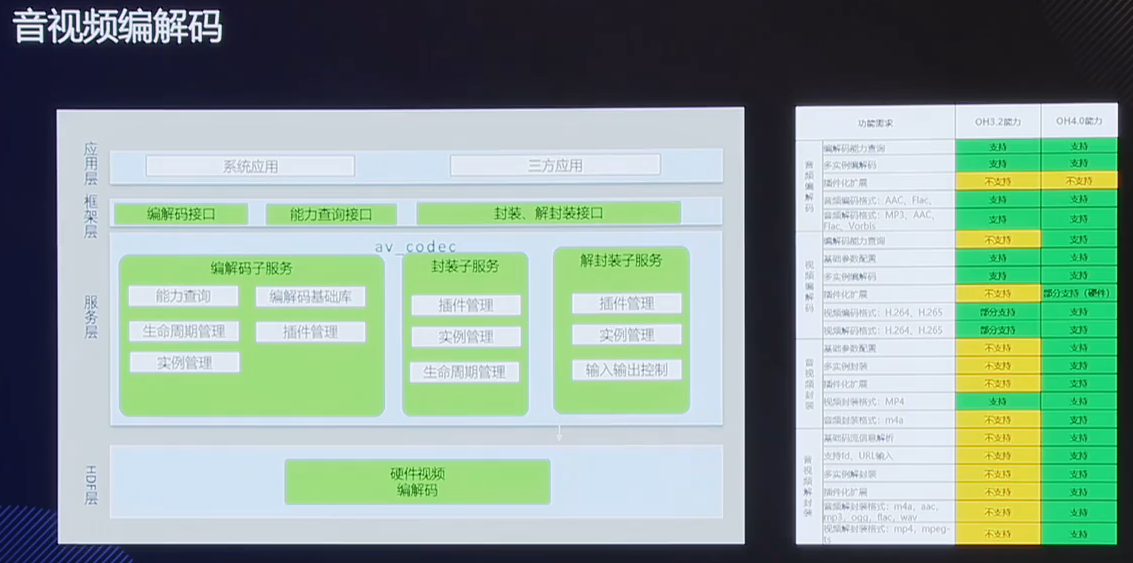 音视频编解码
应用层
系统应用
三方应用
框架层
编解码接口
能力查询接口
封装、解封装接口
服务层
av_codec
编解码子服务
能力查询
编解码基础库
生命周期管理
插件管理
实例管理
封装子服务
插件管理
实例管理
生命周期管理
解封装子服务
插件管理
实例管理
输入输出控制
HDF层
硬件视频
编解码
功能需求 OH3.2能力 OH4.0能力
音频编解码
编解码能力查询 支持 支持
多实例编解码 支持 支持
插件化扩展 不支持 不支持
音频编码格式：AAC、Flac、 支持 支持
音频解码格式：MP3、AAC、
Flac、Vorbis 支持 支持
视频编解码
编解码能力查询 不支持 支持
基础参数配置 支持 支持
多实例编解码 支持 支持
插件化扩展 不支持 部分支持（硬件）
视频编码格式：H.264、H.265 部分支持 支持
视频解码格式：H.264、H.265 部分支持 支持
音视频封装
基础参数配置 不支持 支持
多实例封装 不支持 支持
插件化扩展 不支持 支持
视频封装格式：MP4 支持 支持
音频封装格式：m4a 不支持 支持
音视频解封装
基础码流信息解析 不支持 支持
支持fd、URL输入 不支持 支持
多实例解封装 不支持 支持
插件化扩展 不支持 支持
音频解封装格式：m4a、aac、
mp3、ogg、flac、wav 不支持 支持
视频解封装格式：mp4、mpeg-
ts 不支持 支持